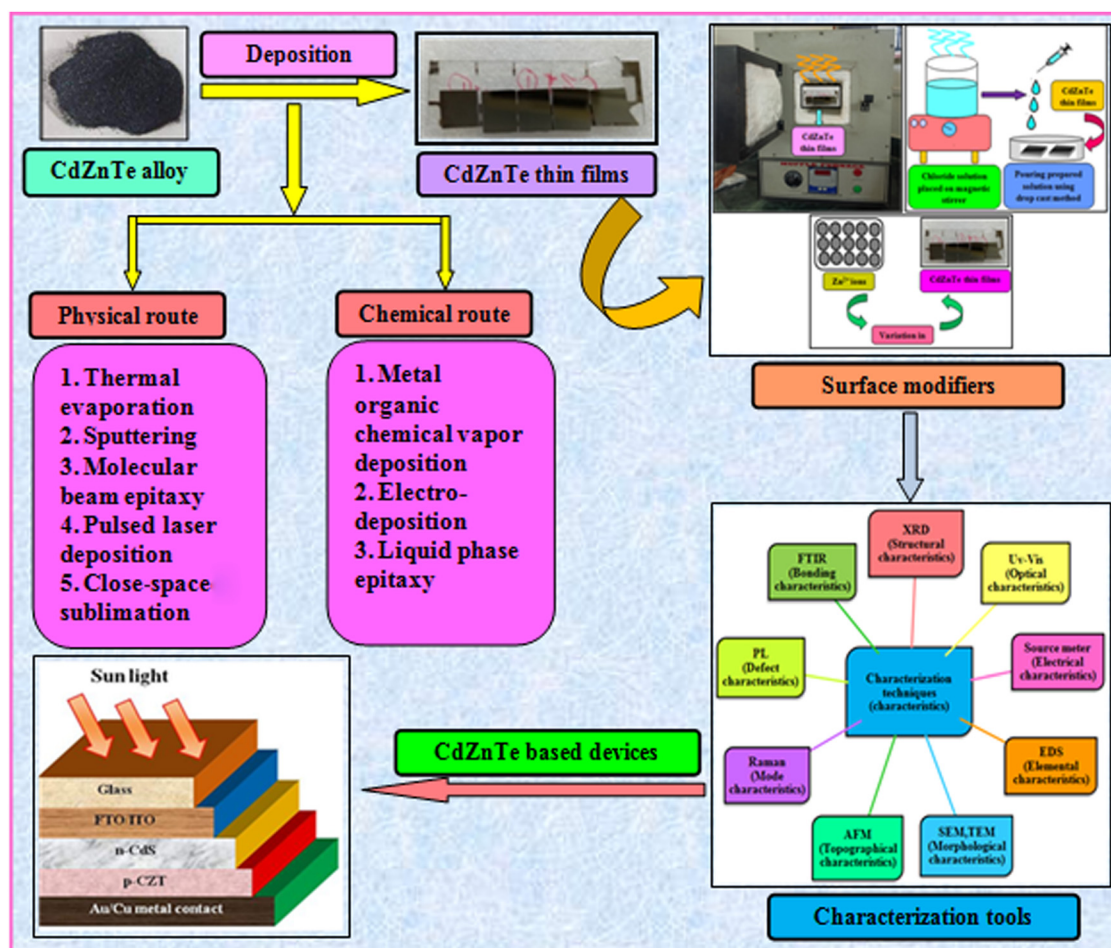 Deposition
CdZnTe alloy
CdZnTe thin films
Physical route
Chemical route
1. Thermal
evaporation
2. Sputtering
3. Molecular
beam epitaxy
4. Pulsed laser
deposition
5. Close-space
sublimation
1. Metal
organic
chemical vapor
deposition
2. Electro-
deposition
3. Liquid phase
epitaxy
CdZnTe
thin films
CdZnTe
thin films
Chloride solution
placed on magnetic
stirrer
Pouring prepared
solution using
drop cast method
Zn²⁺ ions
CdZnTe thin films
Variation in
Surface modifiers
XRD
(Structural
characteristics)
FTIR
(Bonding
characteristics)
Uv-Vis
(Optical
characteristics)
PL
(Defect
characteristics)
Characterization
techniques
(characteristics)
Source meter
(Electrical
characteristics)
Raman
(Mode
characteristics)
EDS
(Elemental
characteristics)
AFM
(Topographical
characteristics)
SEM,TEM
(Morphological
characteristics)
Characterization tools
CdZnTe based devices
Sun light
Glass
FTO ITO
n-CdS
p-CZT
Au/Cu metal contact